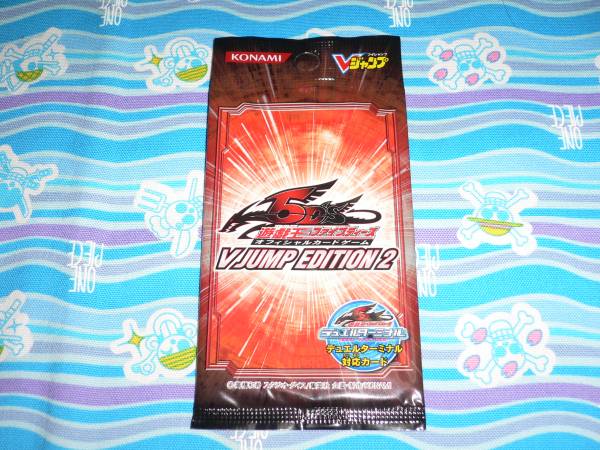 KONAMI
Vジャンプ
5D's
遊戯王ファイブディーズ
オフィシャルカードゲーム
V JUMP EDITION 2
デュエルターミナル
デュエルターミナル
対応カード
ONE
PIECE